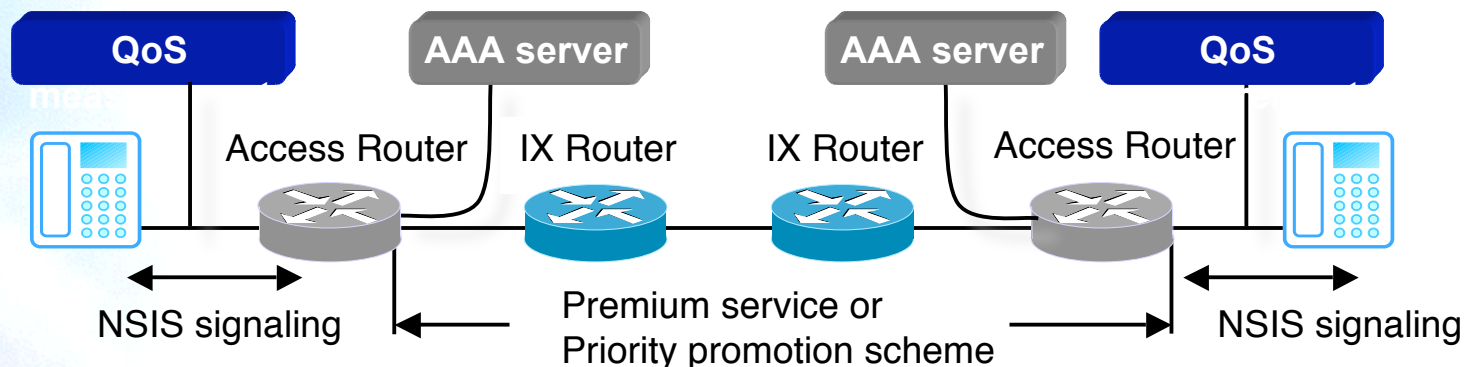 QoS
AAA server
AAA server
QoS
Access Router
IX Router
IX Router
Access Router
NSIS signaling
Premium service or
Priority promotion scheme
NSIS signaling